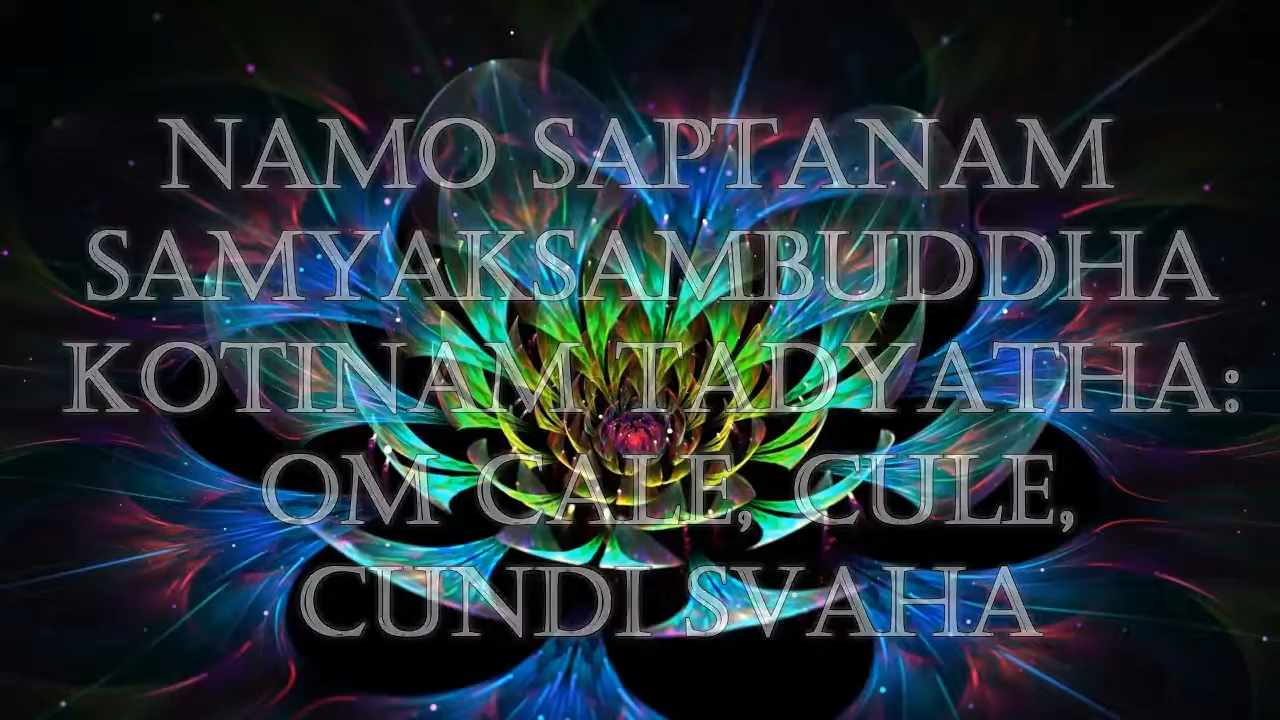 NAMO SAPTANAM
SAMYAKSAMBUDDHA
KOTINAM TADYATHA:
OM CALE, CULE,
CUNDI SVAHA